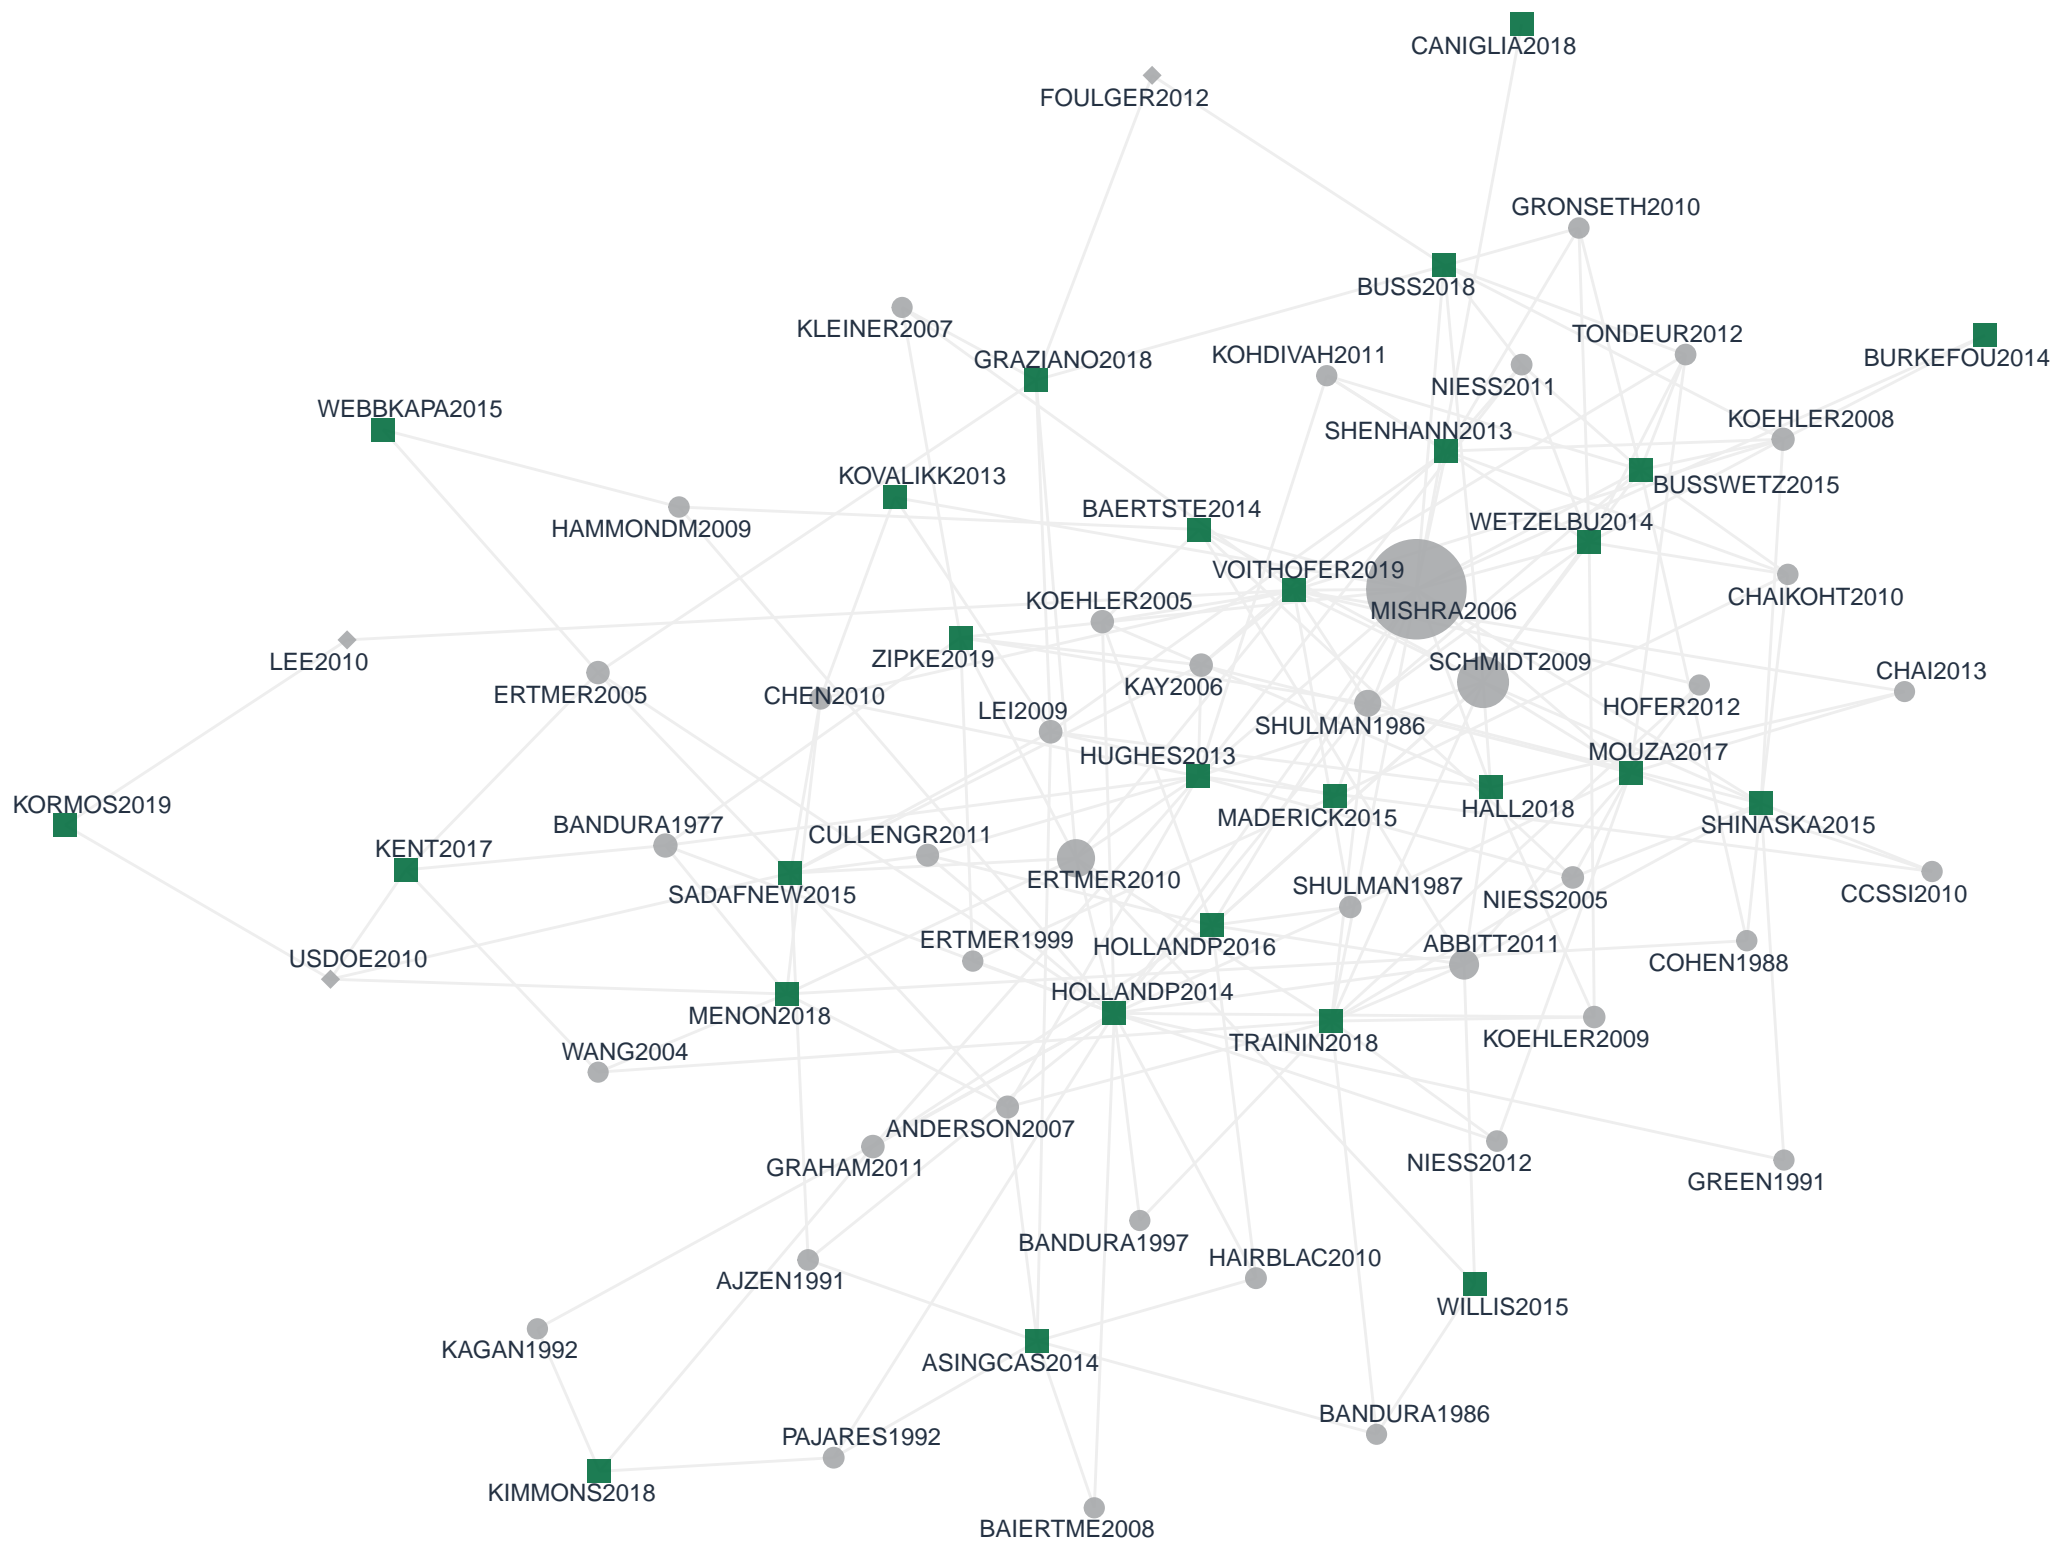 CANIGLIA2018
FOULGER2012
GRONSETH2010
BUSS2018
KLEINER2007
TONDEUR2012
KOHDIVAH2011
GRAZIANO2018
BURKEFOU2014
NIESS2011
WEBBKAPA2015
KOEHLER2008
SHENHANN2013
KOVALIKK2013
BUSSWETZ2015
BAERTSTE2014
WETZELBU2014
HAMMONDM2009
VOITHOFER2019
CHAIKOHT2010
KOEHLER2005
MISHRA2006
LEE2010
ZIPKE2019
SCHMIDT2009
CHAI2013
KAY2006
ERTMER2005
CHEN2010
HOFER2012
LEI2009
SHULMAN1986
MOUZA2017
HUGHES2013
KORMOS2019
HALL2018
MADERICK2015
BANDURA1977
SHINASKA2015
CULLENGR2011
KENT2017
ERTMER2010
SHULMAN1987
SADAFNEW2015
CCSSI2010
NIESS2005
ERTMER1999
ABBITT2011
HOLLANDP2016
USDOE2010
COHEN1988
HOLLANDP2014
MENON2018
KOEHLER2009
TRAININ2018
WANG2004
ANDERSON2007
NIESS2012
GRAHAM2011
GREEN1991
BANDURA1997
HAIRBLAC2010
AJZEN1991
WILLIS2015
KAGAN1992
ASINGCAS2014
BANDURA1986
PAJARES1992
KIMMONS2018
BAIERTME2008